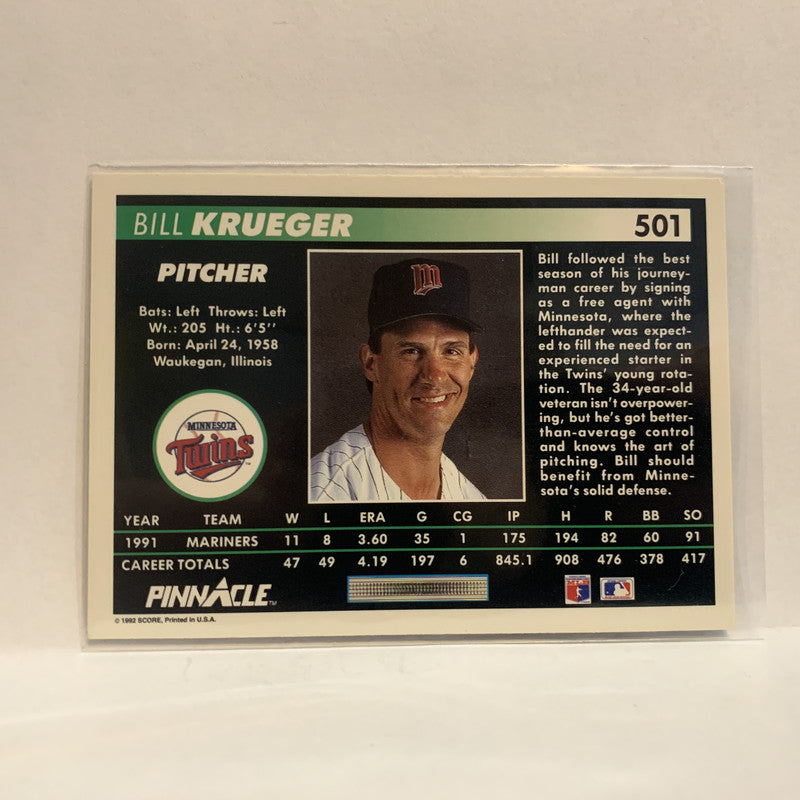 BILL KRUEGER 501
PITCHER
Bats: Left Throws: Left
Wt.: 205 Ht.: 6'5''
Born: April 24, 1958
Waukegan, Illinois
MINNESOTA
Twins
TM
m
Bill followed the best
season of his journey-
man career by signing
as a free agent with
Minnesota, where the
lefthander was expect-
ed to fill the need for an
experienced starter in
the Twins' young rota-
tion. The 34-year-old
veteran isn't overpower-
ing, but he's got better-
than-average control
and knows the art of
pitching. Bill should
benefit from Minne-
sota's solid defense.
YEAR TEAM W L ERA G CG IP H R BB SO
1991 MARINERS 11 8 3.60 35 1 175 194 82 60 91
CAREER TOTALS 47 49 4.19 197 6 845.1 908 476 378 417
PINNACLE TM
© 1992 SCORE, Printed in U.S.A.